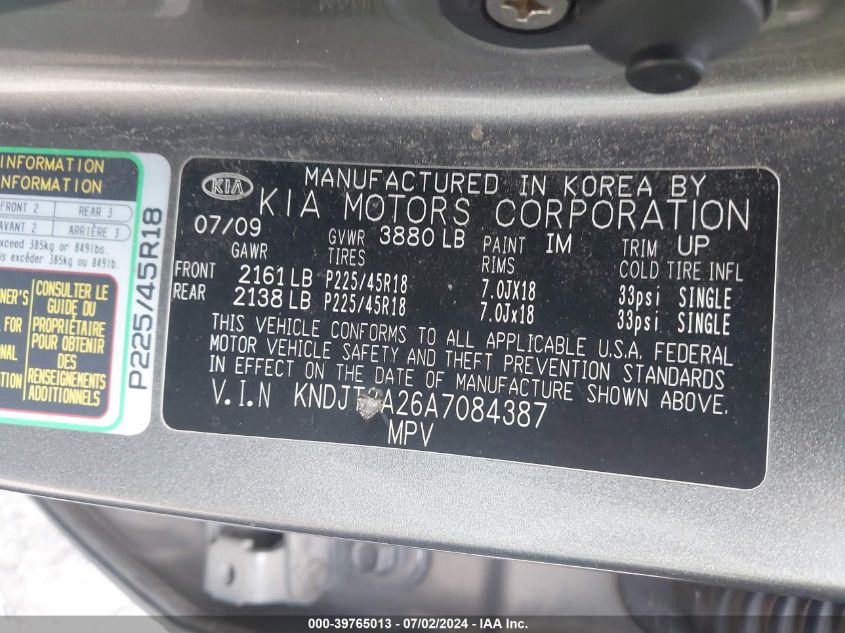 INFORMATION
INFORMATION
FRONT 2 REAR 3
AVANT 2 ARRIÈRE 3
exceed 385kg or 849lbs.
is excéder 385kg ou 849lb.
NER'S
FOR
NAL
TION
CONSULTER LE
GUIDE DU
PROPRIÉTAIRE
POUR OBTENIR
DES
RENSEIGNEMENTS
ADDITIONNELS
P225/45R18
KIA
MANUFACTURED IN KOREA BY
KIA MOTORS CORPORATION
07/09 GVWR 3880 LB PAINT IM TRIM UP
GAWR TIRES RIMS COLD TIRE INFL
FRONT 2161 LB P225/45R18 7.0JX18 33psi SINGLE
REAR 2138 LB P225/45R18 7.0Jx18 33psi SINGLE
THIS VEHICLE CONFORMS TO ALL APPLICABLE U.S.A. FEDERAL
MOTOR VEHICLE SAFETY AND THEFT PREVENTION STANDARDS
IN EFFECT ON THE DATE OF MANUFACTURE SHOWN ABOVE.
V.I.N
MPV
000-39765013 - 07/02/2024 - IAAI - US.